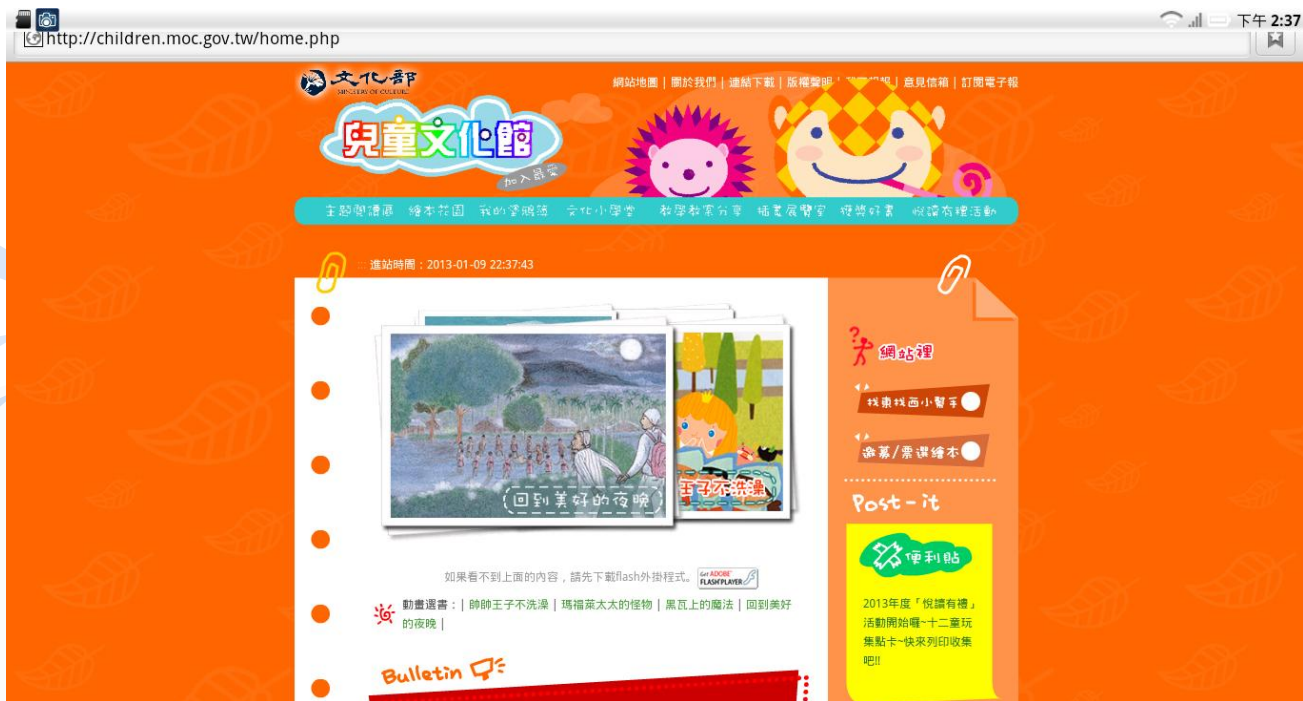 下午 2:37
http://children.moc.gov.tw/home.php
文化部
MINISTRY OF CULTURE
網站地圖 | 關於我們 | 連結下載 | 版權聲明 | 意見信箱 | 訂閱電子報
兒童文化館
加入最愛
主題閱讀區 繪本花園 我的塗鴉簿 文化小學堂 教學教案分享 插畫展覽室 得獎好書 悅讀有禮活動
進站時間：2013-01-09 22:37:43
網站裡
找東找西小幫手
徵募/票選繪本
回到美好的夜晚
王子不洗澡
Post-it
便利貼
如果看不到上面的內容，請先下載flash外掛程式。
Get ADOBE FLASH PLAYER
動畫選書：| 帥帥王子不洗澡 | 瑪福萊太太的怪物 | 黑瓦上的魔法 | 回到美好
的夜晚 |
2013年度「悅讀有禮」
活動開始囉~十二童玩
集點卡~快來列印收集
吧!!
Bulletin